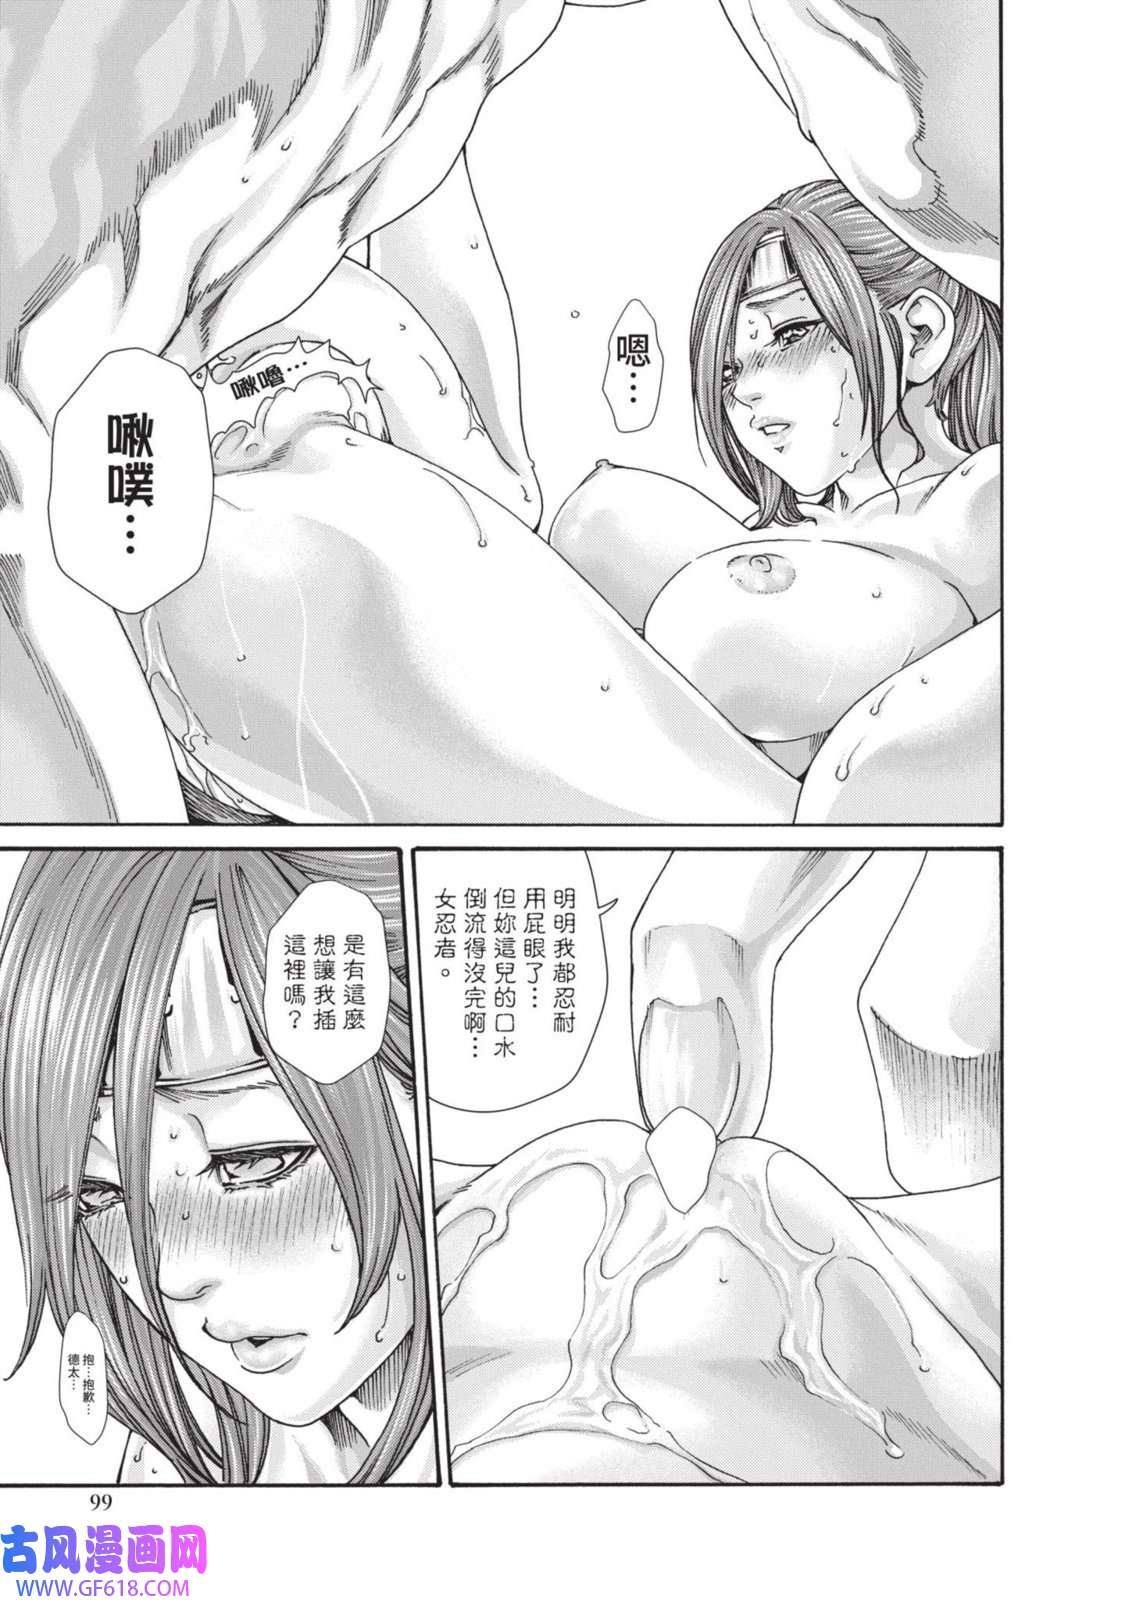 嗯…
啾嚕…
啾噗…
明明我都忍耐
用屁眼了…
但妳這兒的口水
倒流得沒完啊…
女忍者。
是有這麼
想讓我插
這裡嗎？
抱…抱歉…
德太…
99
古风漫画网
WWW.GF618.COM